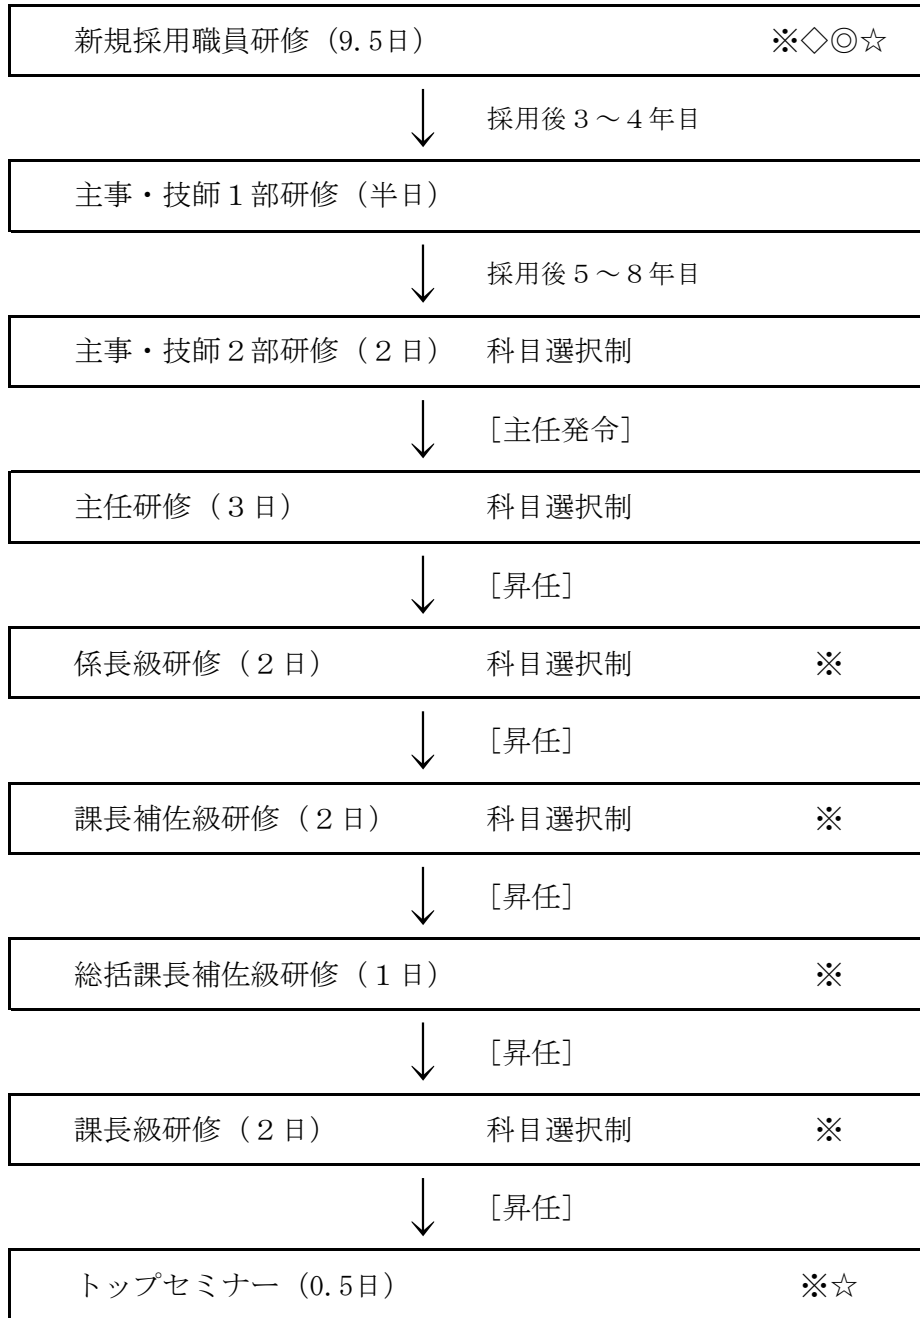 新規採用職員研修（9.5日） ※◇◎☆
採用後３～４年目
主事・技師１部研修（半日）
採用後５～８年目
主事・技師２部研修（２日） 科目選択制
［主任発令］
主任研修（３日） 科目選択制
［昇任］
係長級研修（２日） 科目選択制 ※
［昇任］
課長補佐級研修（２日） 科目選択制 ※
［昇任］
総括課長補佐級研修（１日） ※
［昇任］
課長級研修（２日） 科目選択制 ※
［昇任］
トップセミナー（0.5日） ※☆